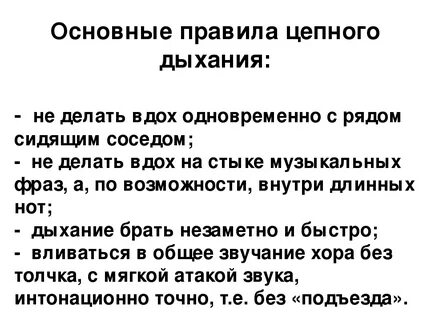 Основные правила цепного
дыхания:
- не делать вдох одновременно с рядом
сидящим соседом;
- не делать вдох на стыке музыкальных
фраз, а, по возможности, внутри длинных
нот;
- дыхание брать незаметно и быстро;
- вливаться в общее звучание хора без
толчка, с мягкой атакой звука,
интонационно точно, т.е. без «подъезда».